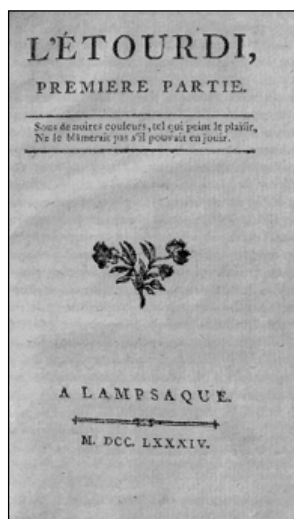 L'ÉTOURDI,
PREMIERE PARTIE.
Sous de noires couleurs, tel qui peint le plaisir,
Ne le blâmerait pas s'il pouvait en jouir.
A LAMPSAQUE.
M. DCC. LXXXIV.